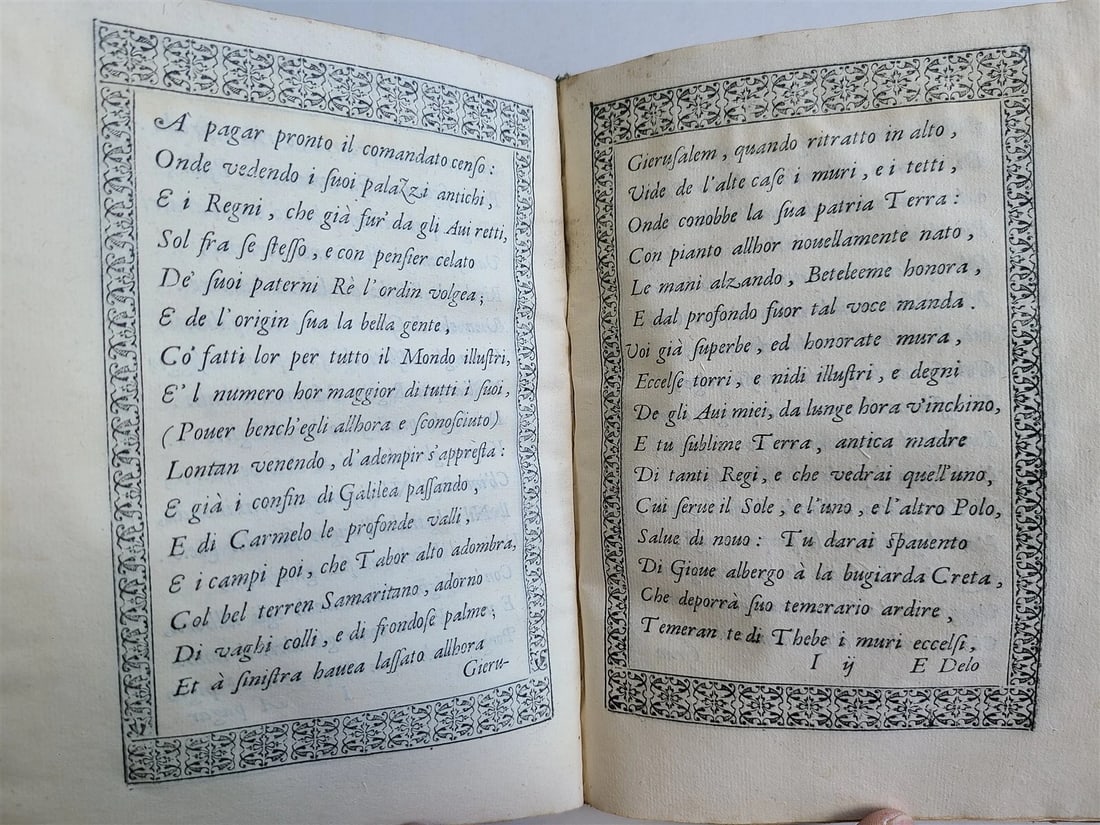 A pagar pronto il comandato censo:
Onde vedendo i ſuoi palazzi antichi,
E i Regni, che già fur' da gli Aui retti,
Sol fra ſe ſteſſo, e con penſier celato
De' ſuoi paterni Rè l'ordin volgea;
E de l'origin ſua la bella gente,
Co' fatti lor per tutto il Mondo illuſtri,
E'l numero hor maggior di tutti i ſuoi,
(Pouer bench'egli allhora e ſconoſciuto)
Lontan venendo, d'adempir s'apprèſta:
E già i confin di Galilea paſſando,
E di Carmelo le profonde valli,
E i campi poi, che Tabor alto adombra,
Col bel terren Samaritano, adorno
Di vaghi colli, e di frondoſe palme;
Et à ſiniſtra hauea laſſato allhora
Gieru-
Gieruſalem, quando ritratto in alto,
Vide de l'alte caſe i muri, e i tetti,
Onde conobbe la ſua patria Terra:
Con pianto allhor nouellamente nato,
Le mani alzando, Beteleeme honora,
E dal profondo fuor tal voce manda.
Voi già ſuperbe, ed honorate mura,
Eccelſe torri, e nidi illuſtri, e degni
De gli Aui miei, da lunge hora v'inchino,
E tu ſublime Terra, antica madre
Di tanti Regi, e che vedrai quell'uno,
Cui ſerue il Sole, e l'uno, e l'altro Polo,
Salue di nouo: Tu darai ſpauento
Di Gioue albergo à la bugiarda Creta,
Che deporrà ſuo temerario ardire,
Temeran te di Thebe i muri eccelſi,
I ij E Delo